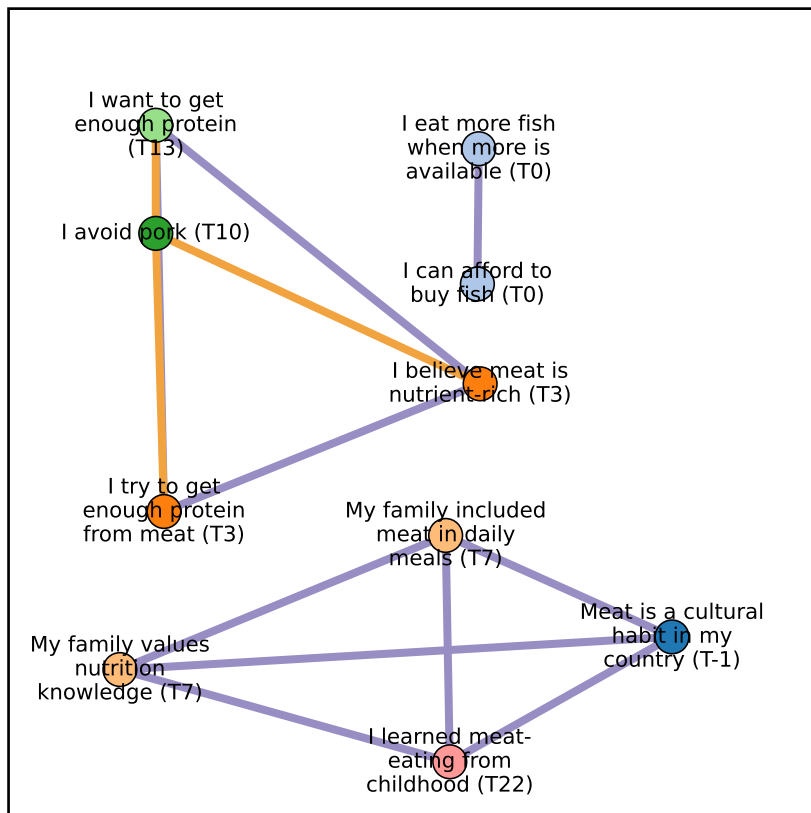 I want to get
enough protein
(T13)
I eat more fish
when more is
available (T0)
I avoid pork (T10)
I can afford to
buy fish (T0)
I believe meat is
nutrient-rich (T3)
I try to get
enough protein
from meat (T3)
My family included
meat in daily
meals (T7)
Meat is a cultural
habit in my
country (T-1)
My family values
nutrition
knowledge (T7)
I learned meat-
eating from
childhood (T22)